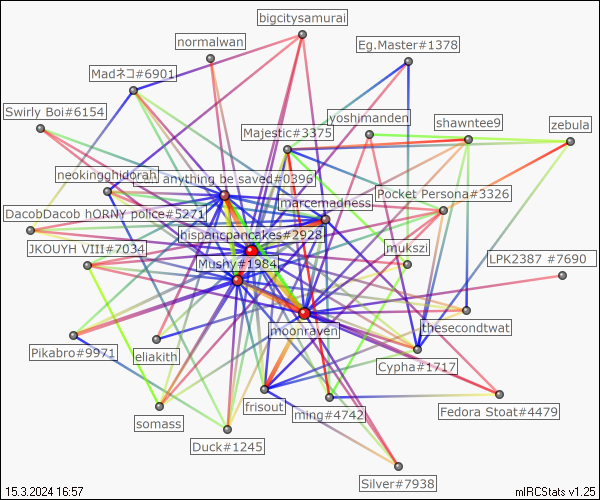 bigcitysamurai
normalwan
Eg.Master#1378
Madネコ#6901
Swirly Boi#6154
yoshimanden
shawntee9
zebula
Majestic#3375
neokingghidorah
anything be saved#0396
Pocket Persona#3326
marcemadness
DacobDacob hORNY police#5271
hispancpancakes#2928
JKOUYH VIII#7034
mukszi
LPK2387 #7690
Mushy#1984
moonraven
thesecondtwat
Pikabro#9971
eliakith
Cypha#1717
frisout
ming#4742
Fedora Stoat#4479
somass
Duck#1245
Silver#7938
15.3.2024 16:57
mIRCStats v1.25